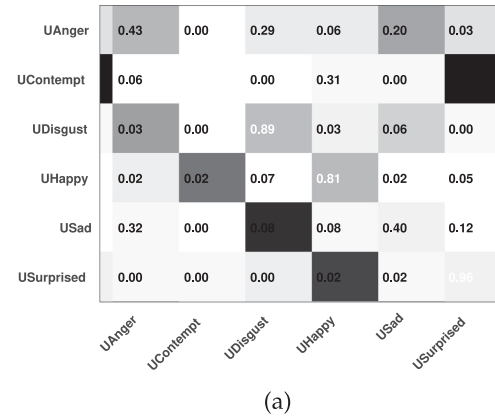 UAnger 0.43 0.00 0.29 0.06 0.20 0.03
UContempt 0.06 0.00 0.31 0.00
UDisgust 0.03 0.00 0.89 0.03 0.06 0.00
UHappy 0.02 0.02 0.07 0.81 0.02 0.05
USad 0.32 0.00 0.08 0.08 0.40 0.12
USurprised 0.00 0.00 0.00 0.02 0.02 0.96
UAnger UContempt UDisgust UHappy USad USurprised
(a)